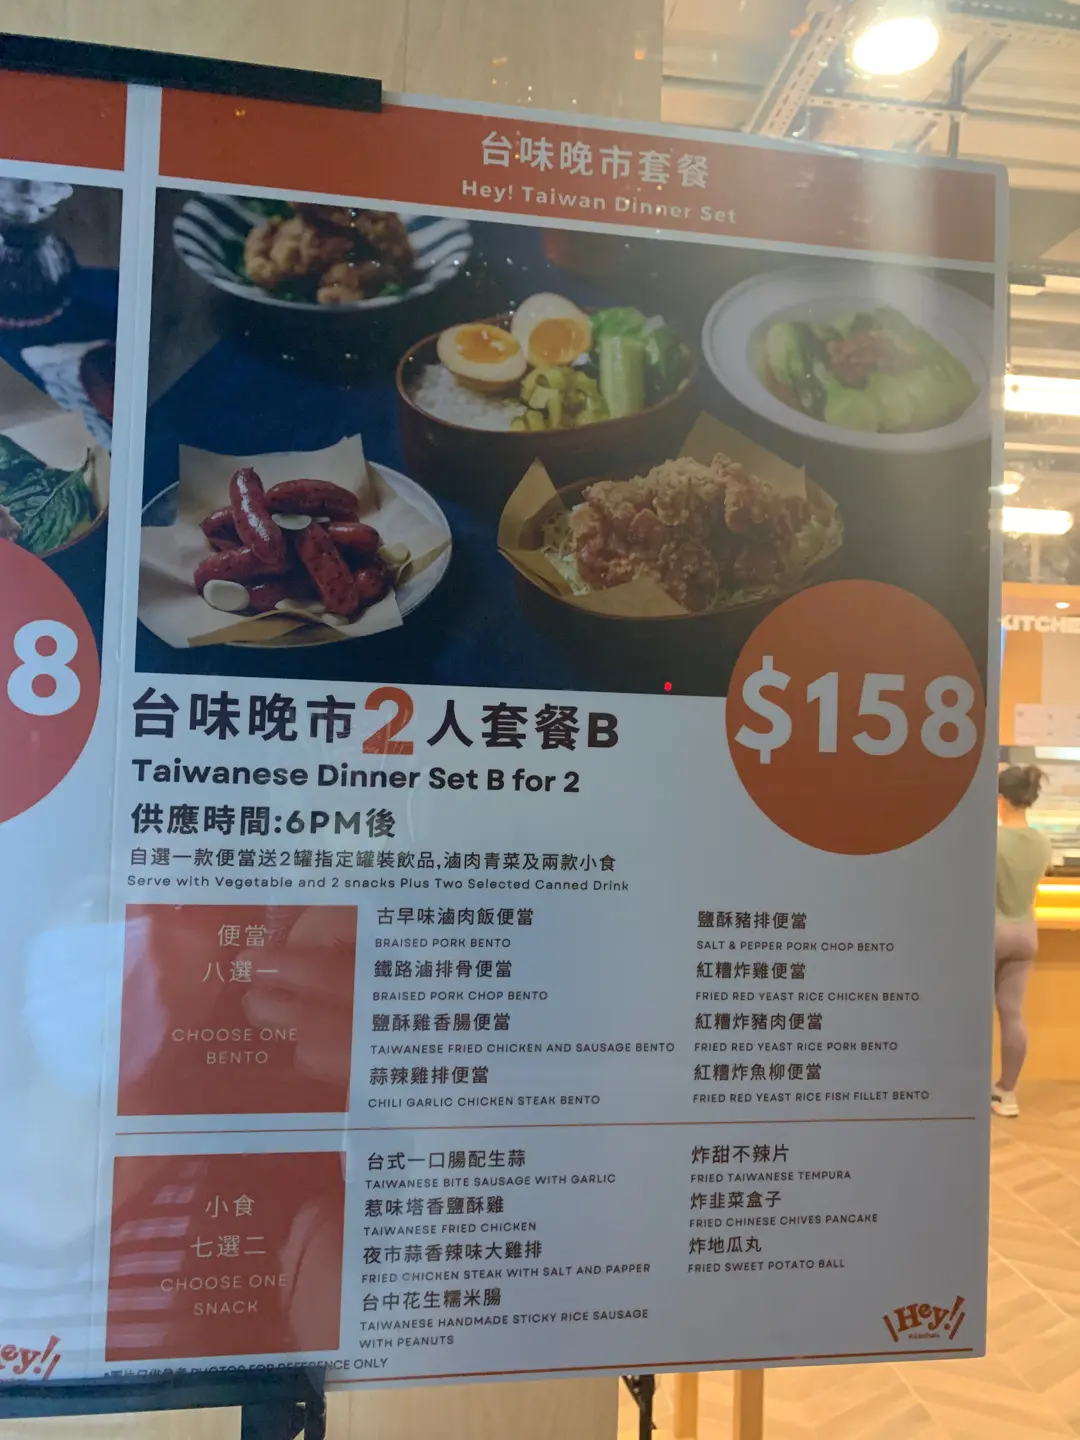 台味晚市套餐
Hey! Taiwan Dinner Set
8
KITCHE
$158
台味晚市2人套餐B
Taiwanese Dinner Set B for 2
供應時間:6PM後
自選一款便當送2罐指定罐裝飲品,滷肉青菜及兩款小食
Serve with Vegetable and 2 snacks Plus Two Selected Canned Drink
便當
八選一
CHOOSE ONE
BENTO
古早味滷肉飯便當
BRAISED PORK BENTO
鐵路滷排骨便當
BRAISED PORK CHOP BENTO
鹽酥雞香腸便當
TAIWANESE FRIED CHICKEN AND SAUSAGE BENTO
蒜辣雞排便當
CHILI GARLIC CHICKEN STEAK BENTO
鹽酥豬排便當
SALT & PEPPER PORK CHOP BENTO
紅糟炸雞便當
FRIED RED YEAST RICE CHICKEN BENTO
紅糟炸豬肉便當
FRIED RED YEAST RICE PORK BENTO
紅糟炸魚柳便當
FRIED RED YEAST RICE FISH FILLET BENTO
小食
七選二
CHOOSE ONE
SNACK
台式一口腸配生蒜
TAIWANESE BITE SAUSAGE WITH GARLIC
惹味塔香鹽酥雞
TAIWANESE FRIED CHICKEN
夜市蒜香辣味大雞排
FRIED CHICKEN STEAK WITH SALT AND PAPPER
台中花生糯米腸
TAIWANESE HANDMADE STICKY RICE SAUSAGE
WITH PEANUTS
炸甜不辣片
FRIED TAIWANESE TEMPURA
炸韭菜盒子
FRIED CHINESE CHIVES PANCAKE
炸地瓜丸
FRIED SWEET POTATO BALL
Hey!
ey!
PHOTOS FOR REFERENCE ONLY